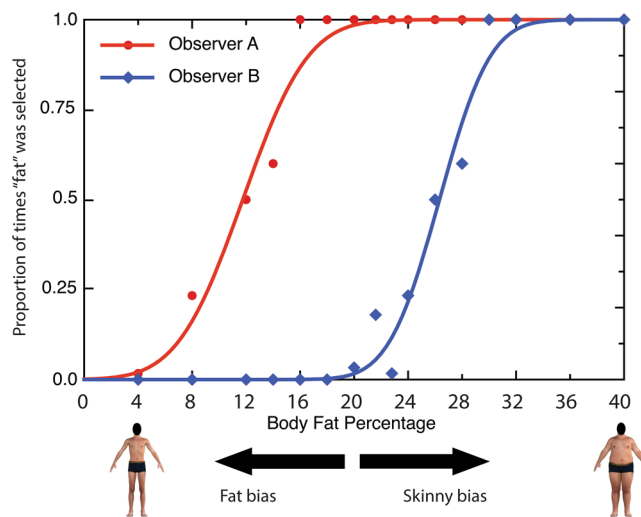 1.0
Observer A
Observer B
0.75
0.5
0.25
0.0
Proportion of times "fat" was selected
0 4 8 12 16 20 24 28 32 36 40
Body Fat Percentage
Fat bias Skinny bias